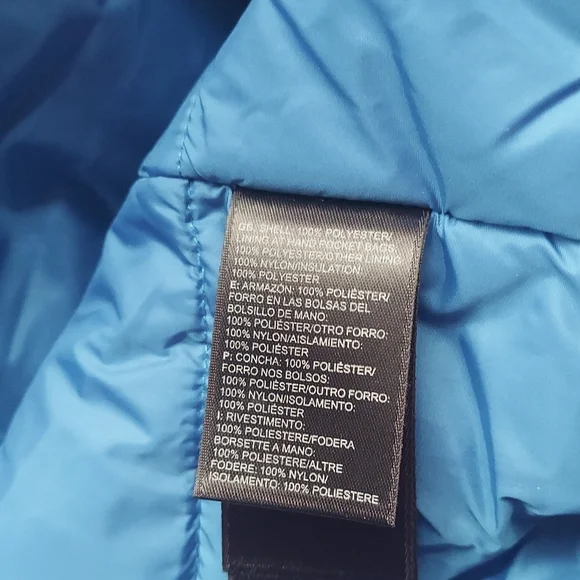 GB: SHELL: 100% POLYESTER/
LINING AT HAND POCKET BAGS:
100% POLYESTER/OTHER LINING:
100% NYLON/INSULATION:
100% POLYESTER
E: ARMAZON: 100% POLIÉSTER/
FORRO EN LAS BOLSAS DEL
BOLSILLO DE MANO:
100% POLIÉSTER/OTRO FORRO:
100% NYLON/AISLAMIENTO:
100% POLIÉSTER
P: CONCHA: 100% POLIÉSTER/
FORRO NOS BOLSOS:
100% POLIÉSTER/OUTRO FORRO:
100% NYLON/ISOLAMENTO:
100% POLIÉSTER
I: RIVESTIMENTO:
100% POLIESTERE/FODERA
BORSETTE A MANO:
100% POLIESTERE/ALTRE
FODERE: 100% NYLON/
ISOLAMENTO: 100% POLIESTERE